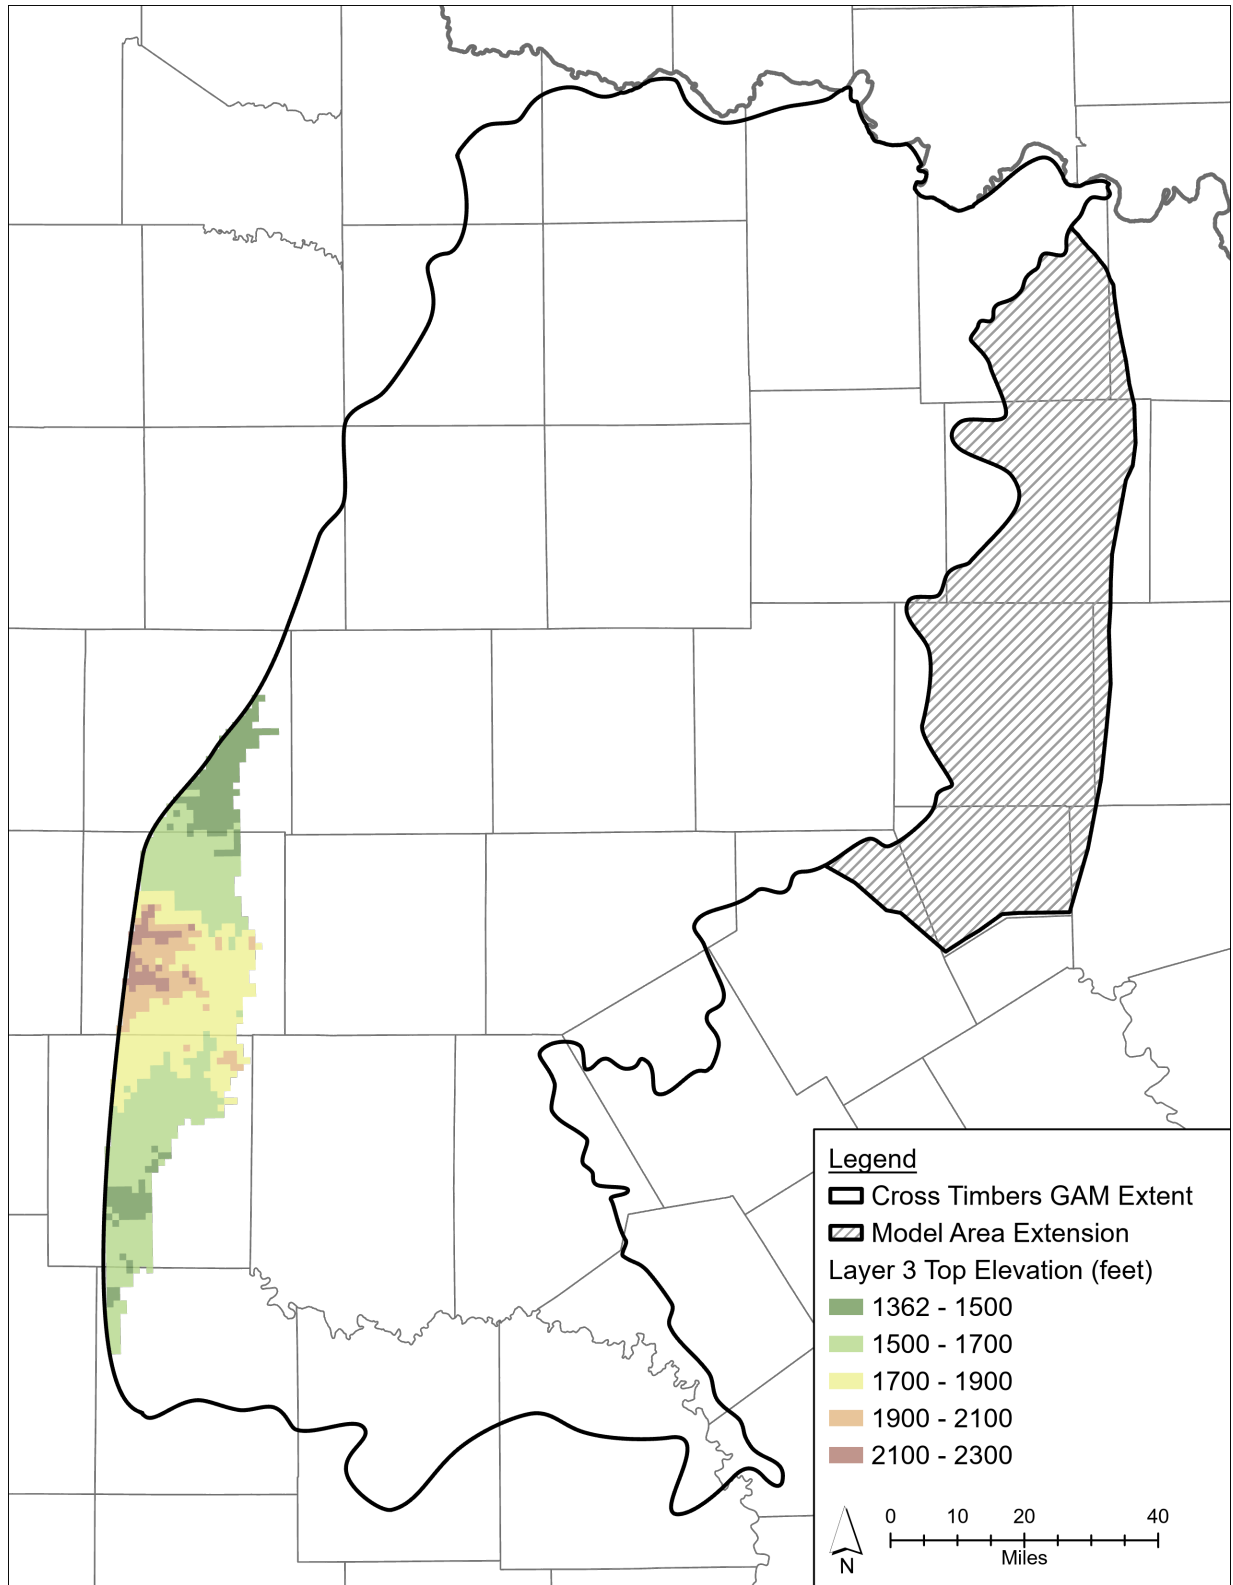 Legend
Cross Timbers GAM Extent
Model Area Extension
Layer 3 Top Elevation (feet)
1362 - 1500
1500 - 1700
1700 - 1900
1900 - 2100
2100 - 2300
0 10 20 40
Miles
N